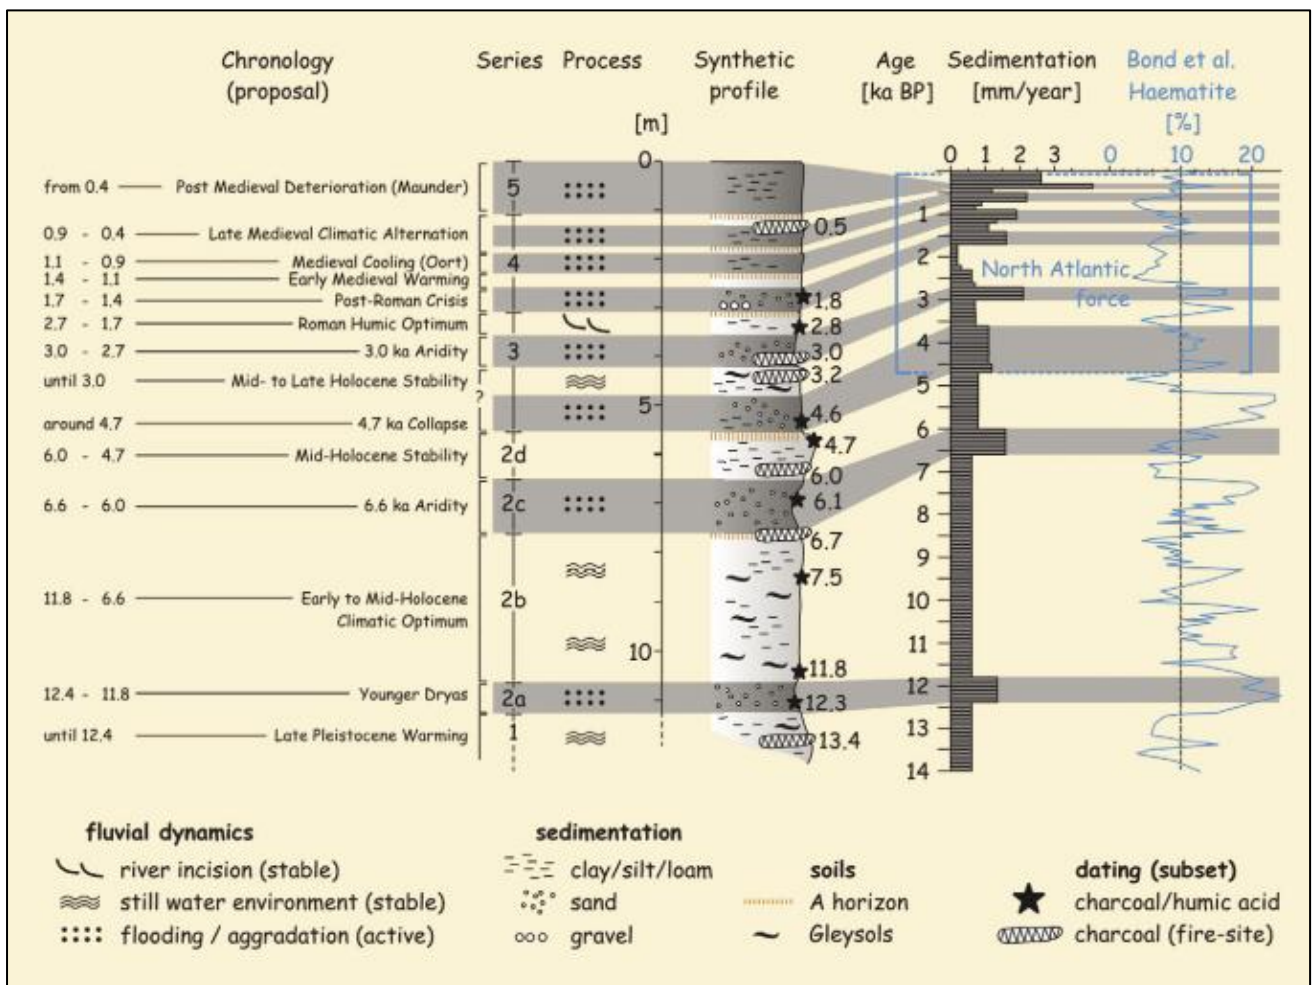 Chronology
(proposal)
Series
Process
Synthetic
profile
Age
[ka BP]
Sedimentation
[mm/year]
Bond et al.
Haematite
[%]
[m]
0
5
10
0 1 2 3
0 10 20
from 0.4 Post Medieval Deterioration (Maunder)
0.9 - 0.4 Late Medieval Climatic Alternation
1.1 - 0.9 Medieval Cooling (Oort)
1.4 - 1.1 Early Medieval Warming
1.7 - 1.4 Post-Roman Crisis
2.7 - 1.7 Roman Humic Optimum
3.0 - 2.7 3.0 ka Aridity
until 3.0 Mid- to Late Holocene Stability
around 4.7 4.7 ka Collapse
6.0 - 4.7 Mid-Holocene Stability
6.6 - 6.0 6.6 ka Aridity
11.8 - 6.6 Early to Mid-Holocene
Climatic Optimum
12.4 - 11.8 Younger Dryas
until 12.4 Late Pleistocene Warming
5
4
3
?
2d
2c
2b
2a
1
0.5
1.8
2.8
3.0
3.2
4.6
4.7
6.0
6.1
6.7
7.5
11.8
12.3
13.4
1
2
3
4
5
6
7
8
9
10
11
12
13
14
North Atlantic
force
fluvial dynamics
river incision (stable)
still water environment (stable)
flooding / aggradation (active)
sedimentation
clay/silt/loam
sand
gravel
soils
A horizon
Gleysols
dating (subset)
charcoal/humic acid
charcoal (fire-site)